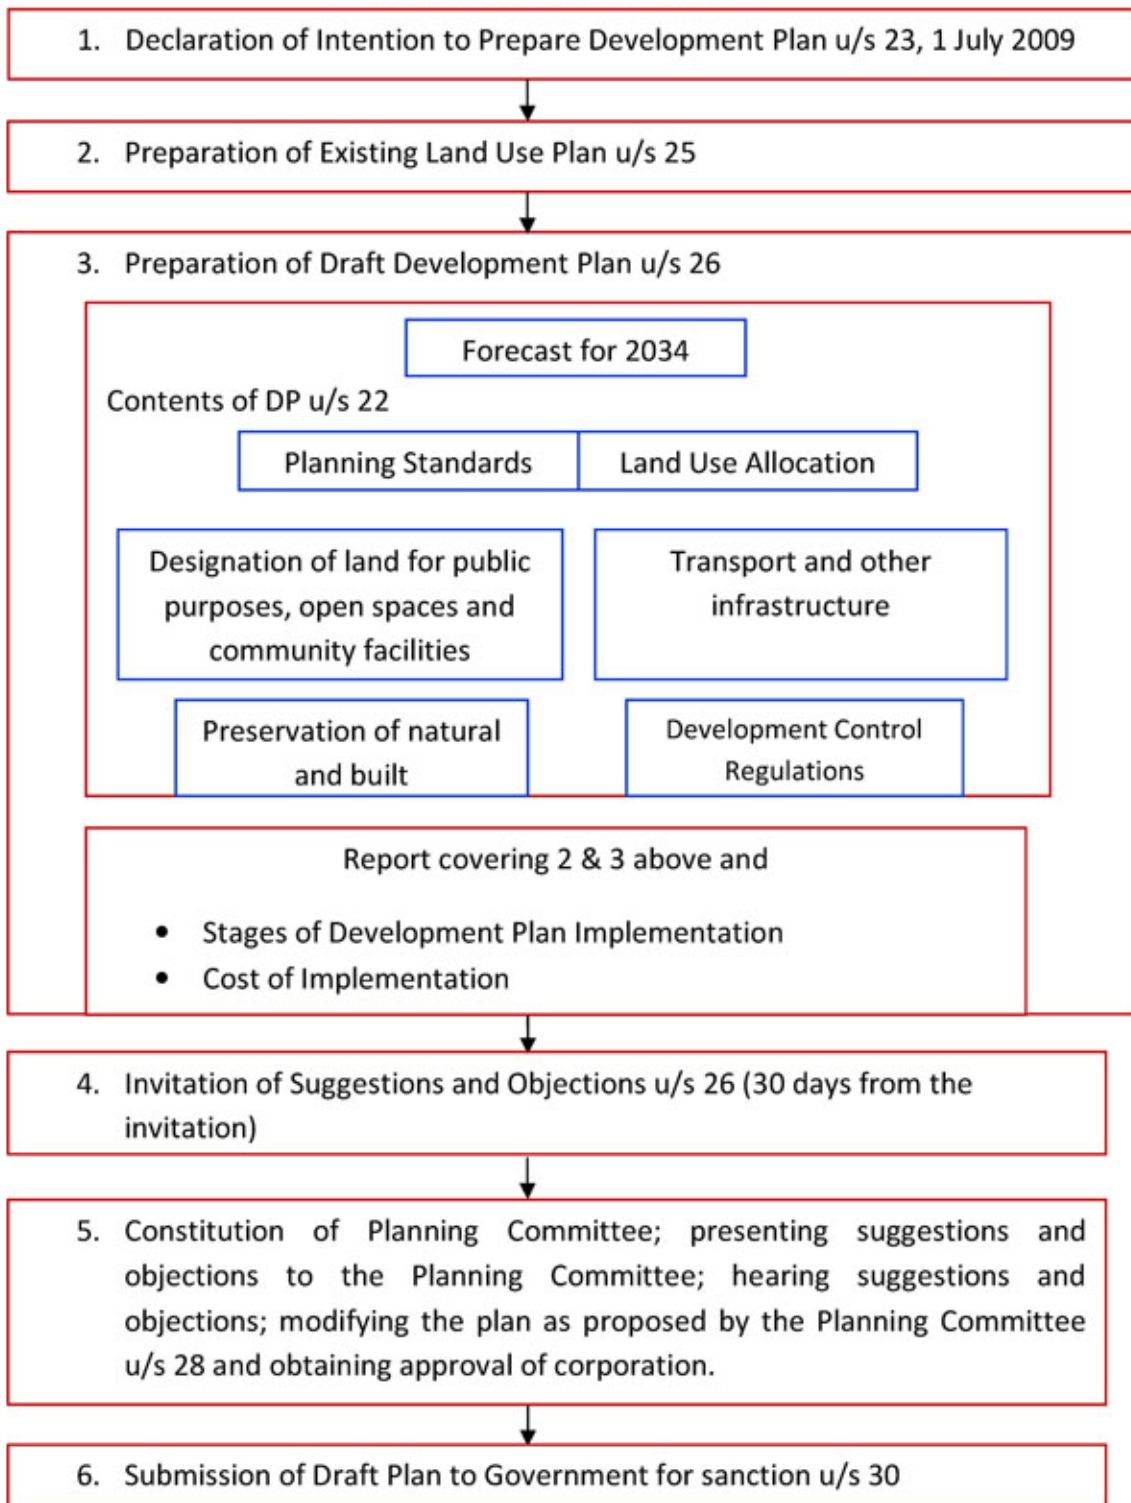 1. Declaration of Intention to Prepare Development Plan u/s 23, 1 July 2009
2. Preparation of Existing Land Use Plan u/s 25
3. Preparation of Draft Development Plan u/s 26
Forecast for 2034
Contents of DP u/s 22
Planning Standards
Land Use Allocation
Designation of land for public
purposes, open spaces and
community facilities
Transport and other
infrastructure
Preservation of natural
and built
Development Control
Regulations
Report covering 2 & 3 above and
• Stages of Development Plan Implementation
• Cost of Implementation
4. Invitation of Suggestions and Objections u/s 26 (30 days from the
invitation)
5. Constitution of Planning Committee; presenting suggestions and
objections to the Planning Committee; hearing suggestions and
objections; modifying the plan as proposed by the Planning Committee
u/s 28 and obtaining approval of corporation.
6. Submission of Draft Plan to Government for sanction u/s 30